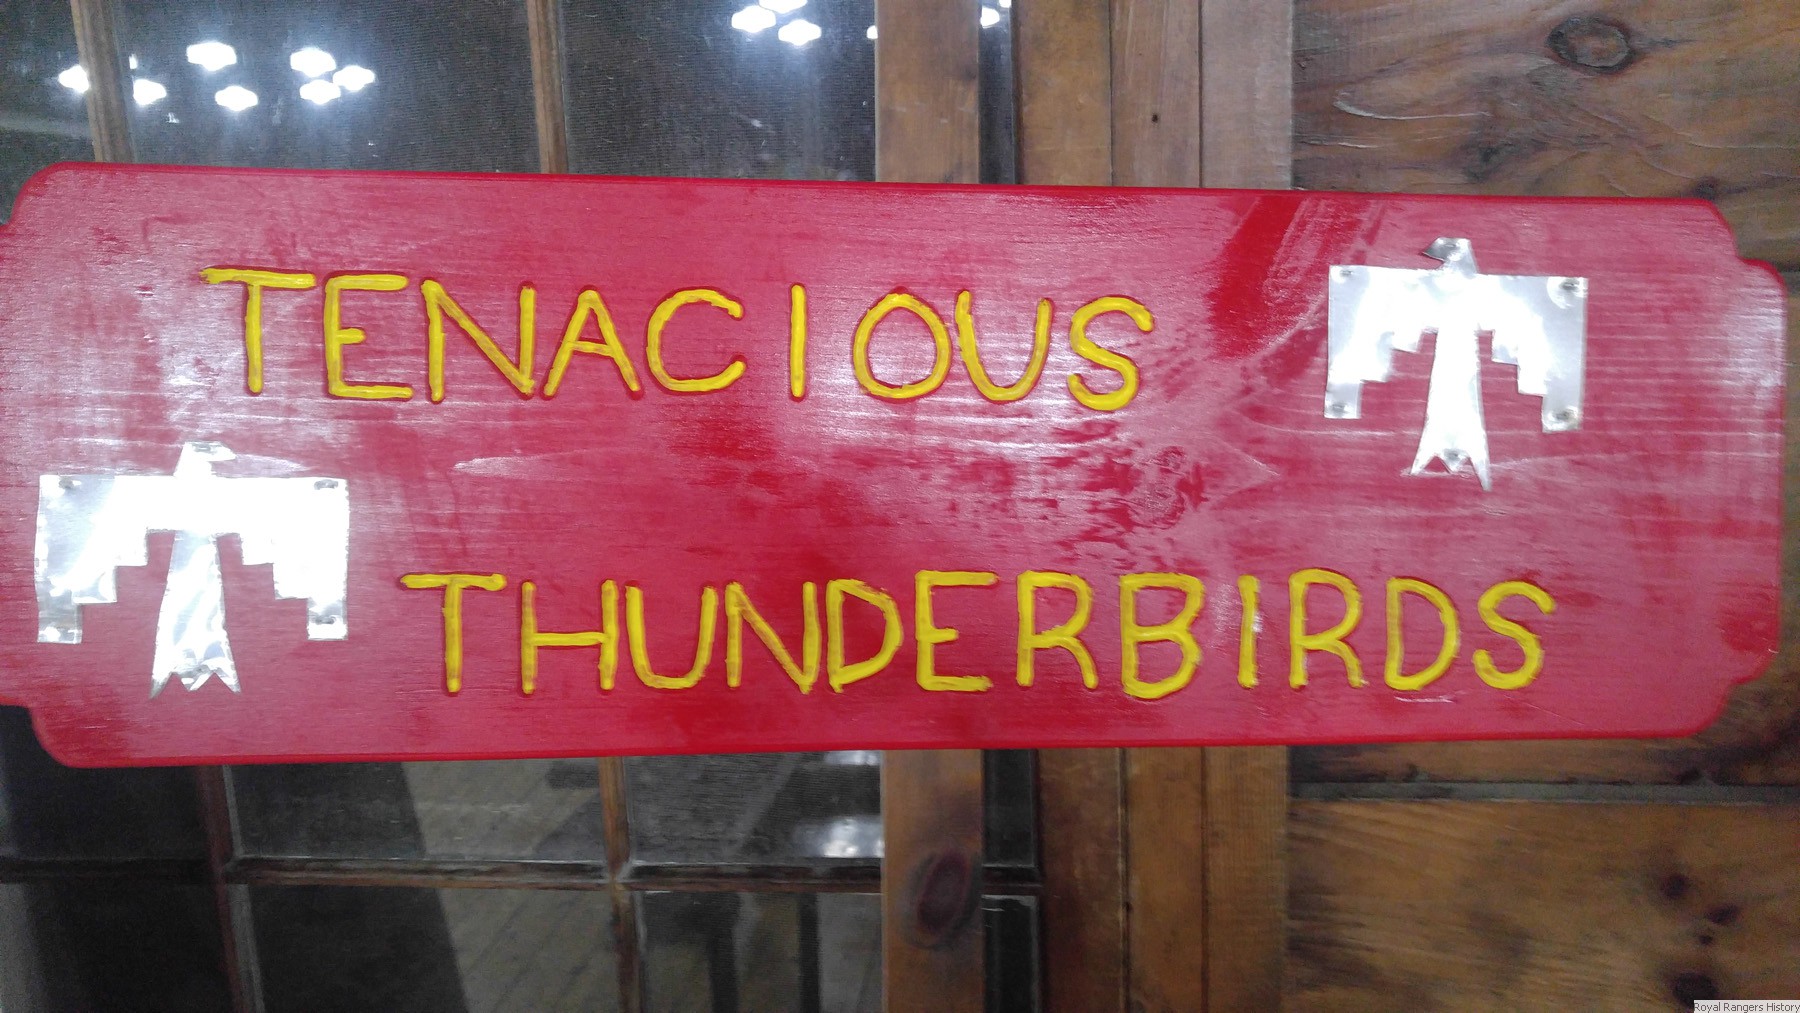 TENACIOUS
THUNDERBIRDS
Royal Rangers History